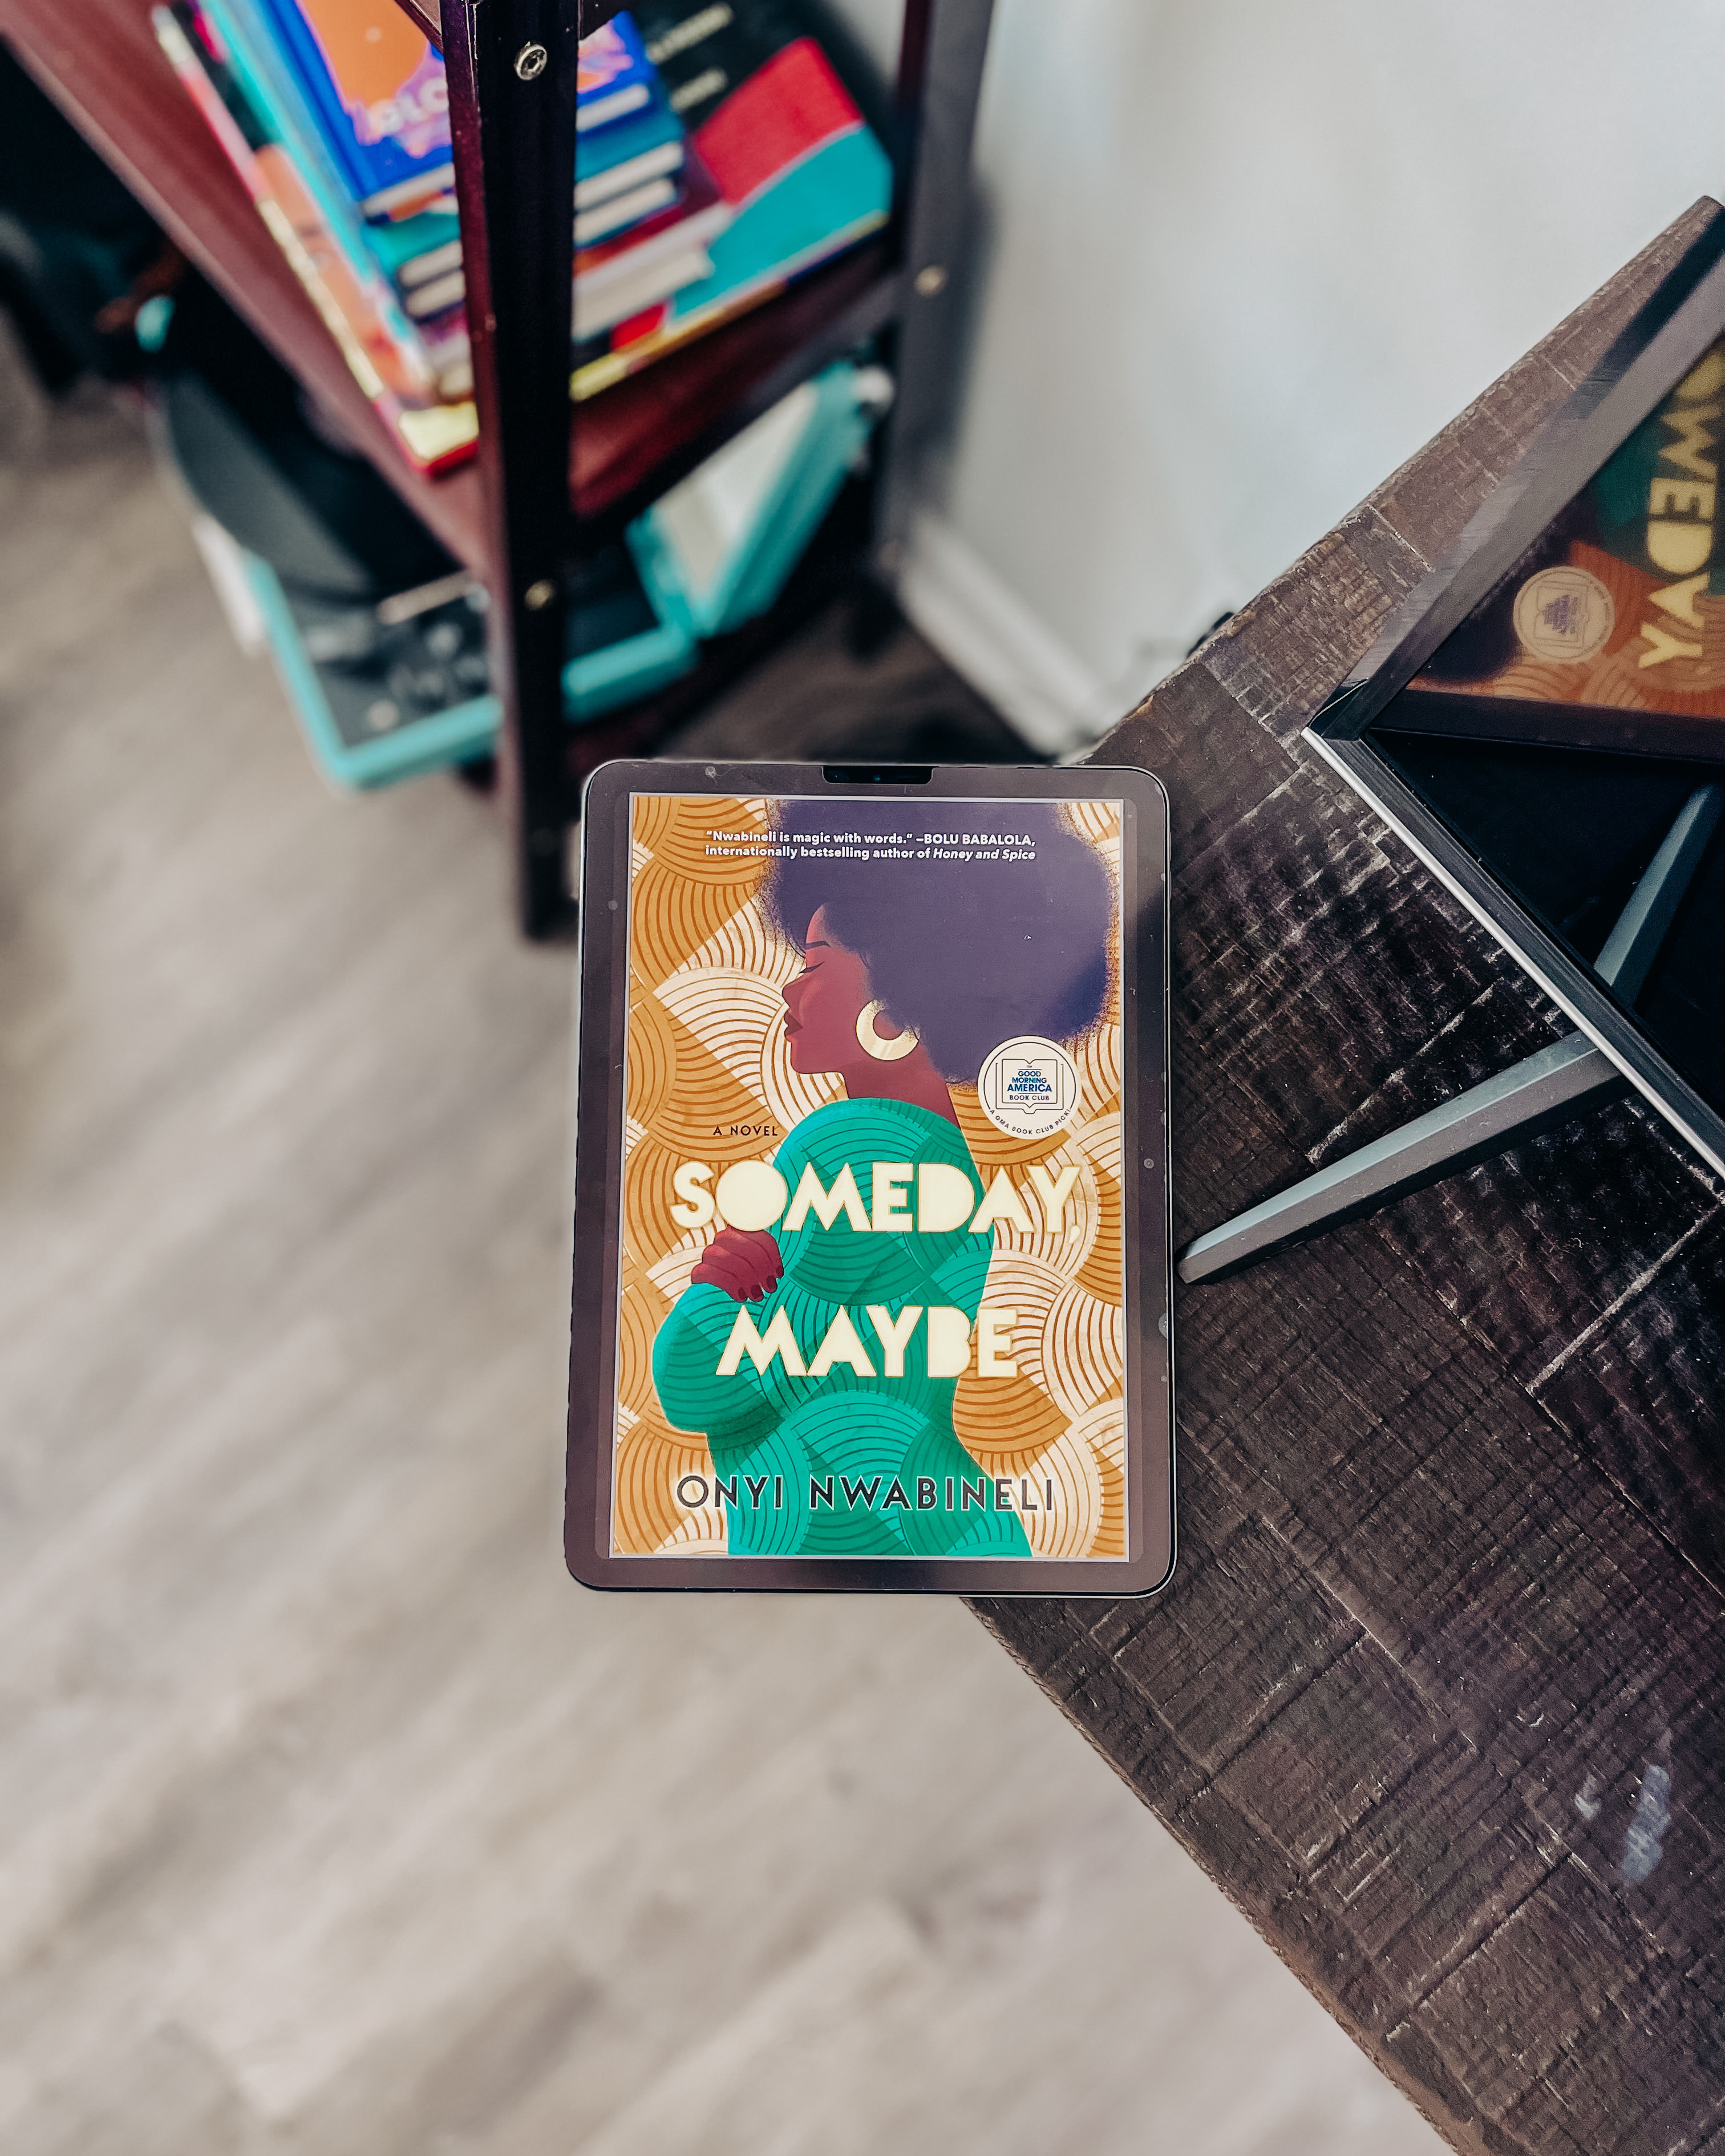 “Nwabineli is magic with words.” –BOLU BABALOLA,
internationally bestselling author of Honey and Spice
THE
GOOD
MORNING
AMERICA
BOOK CLUB
A GMA BOOK CLUB PICK!
A NOVEL
SOMEDAY,
MAYBE
ONYI NWABINELI